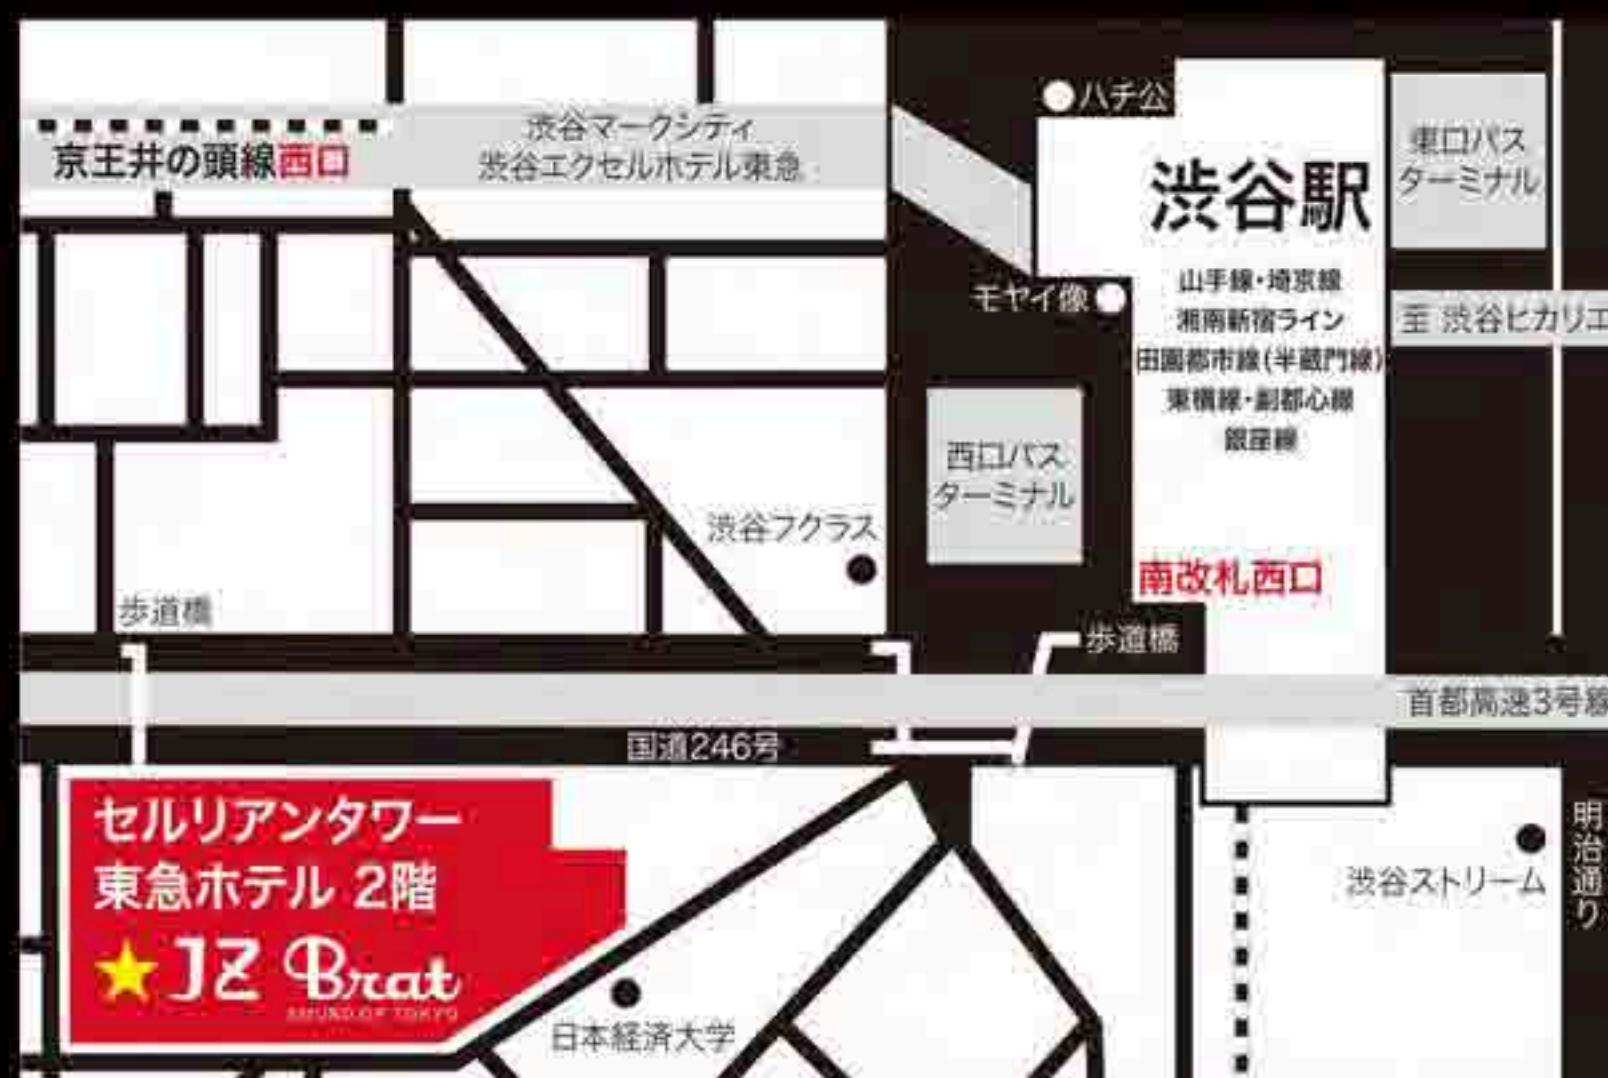 ハチ公
渋谷マークシティ
渋谷エクセルホテル東急
京王井の頭線西口
渋谷駅
東口バス
ターミナル
山手線・埼京線
湘南新宿ライン
田園都市線(半蔵門線)
東横線・副都心線
銀座線
モヤイ像
至 渋谷ヒカリエ
西口バス
ターミナル
渋谷フクラス
南改札西口
歩道橋
歩道橋
首都高速3号線
国道246号
セルリアンタワー
東急ホテル 2階
JZ Brat
SOUND OF TOKYO
日本経済大学
渋谷ストリーム
明治通り